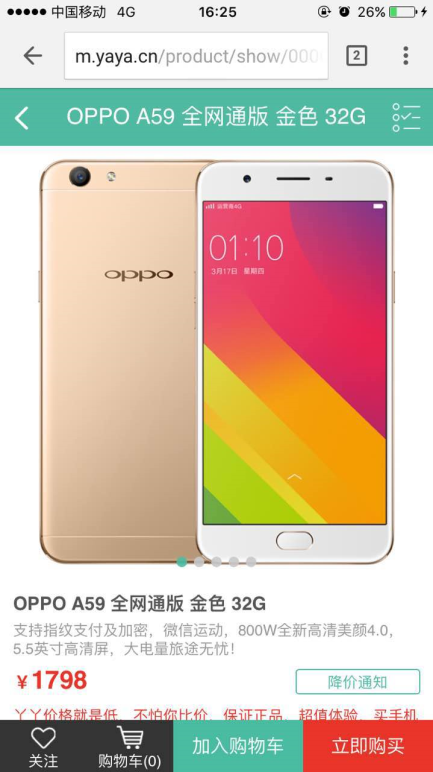 中国移动 4G 16:25 26%
m.yaya.cn/product/show/000 2
OPPO A59 全网通版 金色 32G
oppo
运营商4G
01:10
3月17日 星期四
OPPO A59 全网通版 金色 32G
支持指纹支付及加密，微信运动，800W全新高清美颜4.0，
5.5英寸高清屏，大电量旅途无忧！
￥1798 降价通知
丫丫价格就是低，不怕你比价，保证正品，超值体验，买手机
关注 购物车(0) 加入购物车 立即购买